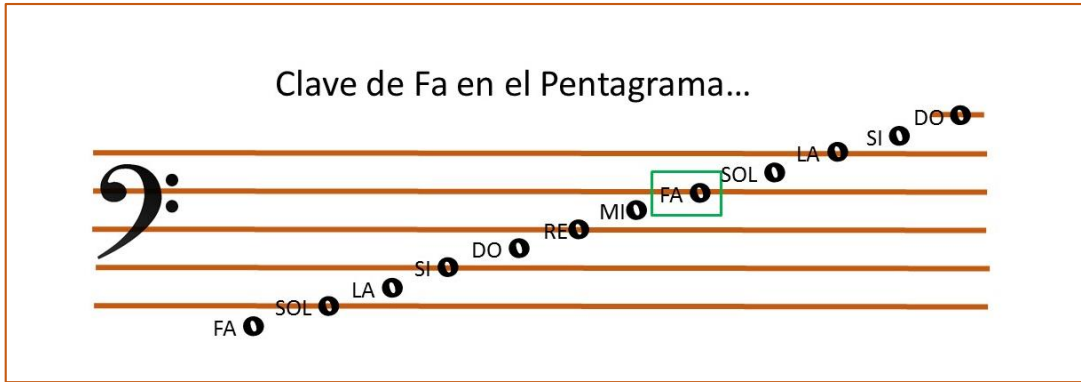 Clave de Fa en el Pentagrama...
FA
SOL
LA
SI
DO
RE
MI
FA
SOL
LA
SI
DO